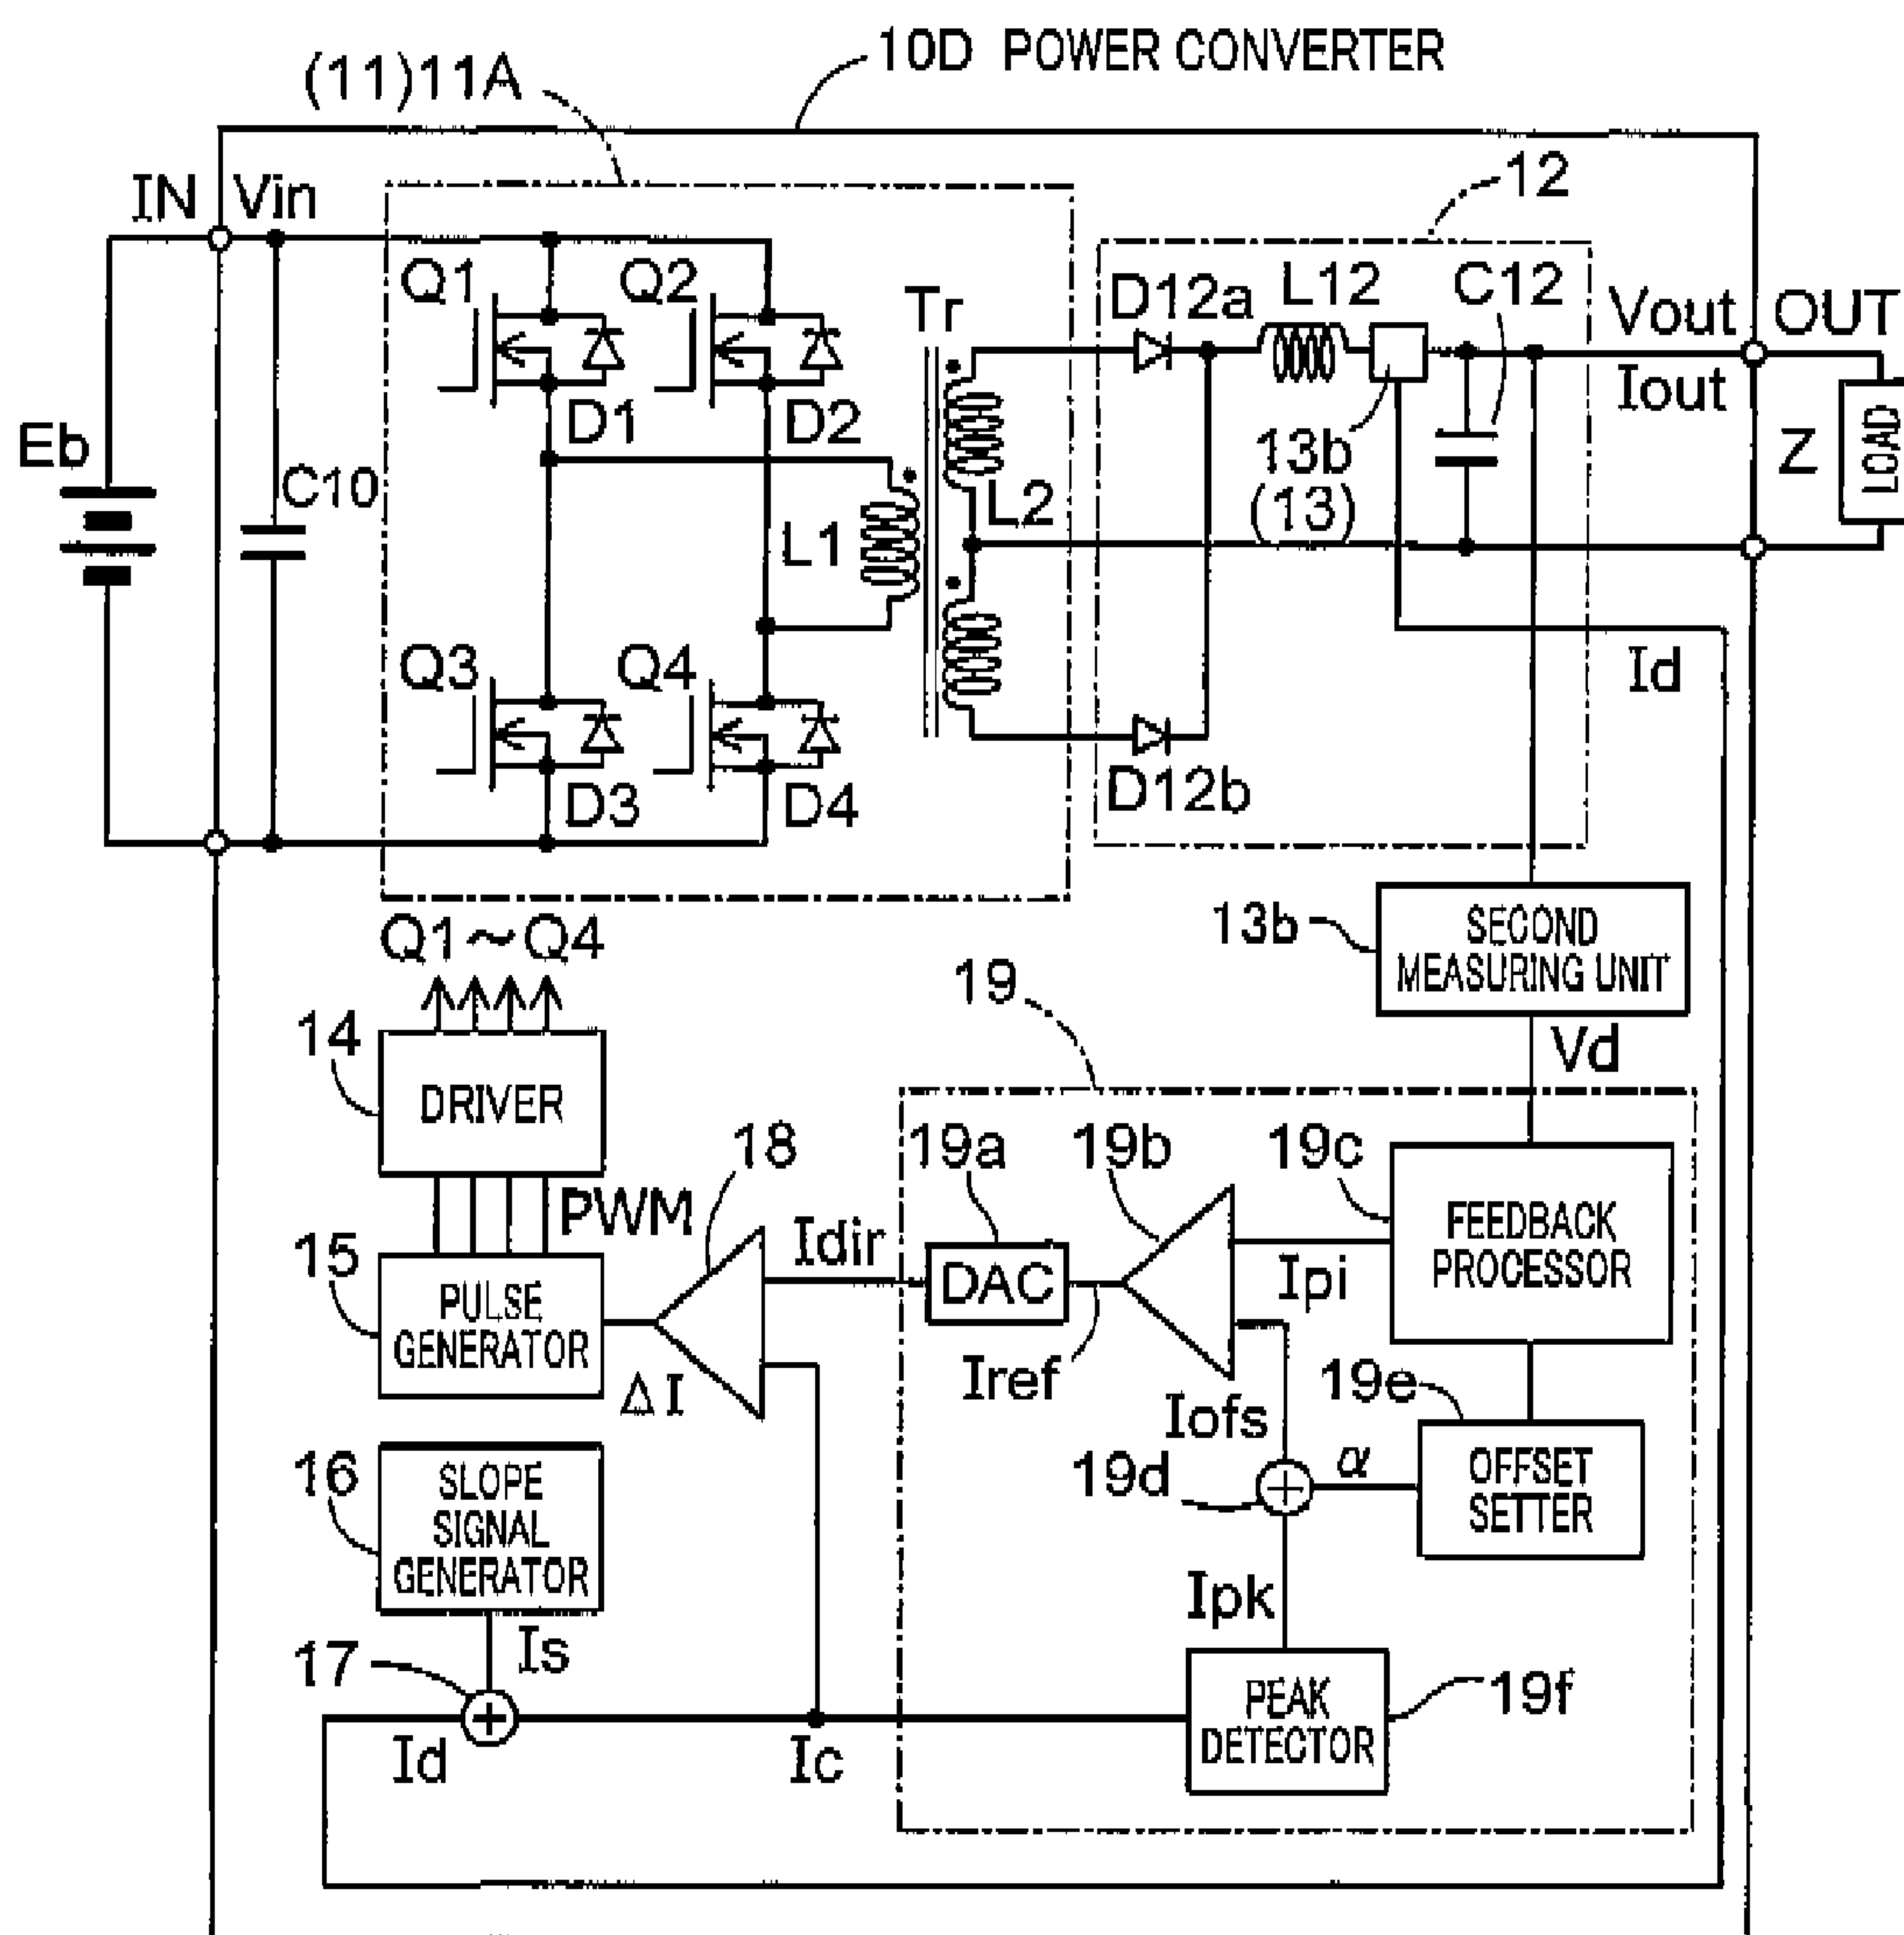 10D POWER CONVERTER
(11)11A
IN Vin
12
Q1 Q2
Tr
D12a L12 C12
Vout OUT
Iout
D1 D2
Eb
C10
13b
(13)
Z LOAD
L1
L2
Id
Q3 Q4
D3 D4
D12b
Q1~Q4
13b SECOND
MEASURING UNIT
19
Vd
14
DRIVER
18 19a 19b 19c
PWM
Idir
DAC
Ipi
FEEDBACK
PROCESSOR
15
PULSE
GENERATOR
ΔI
Iref
19e
Iofs
16
SLOPE
SIGNAL
GENERATOR
19d + α
OFFSET
SETTER
Is
Ipk
17
+
PEAK
DETECTOR
19f
Id
Ic